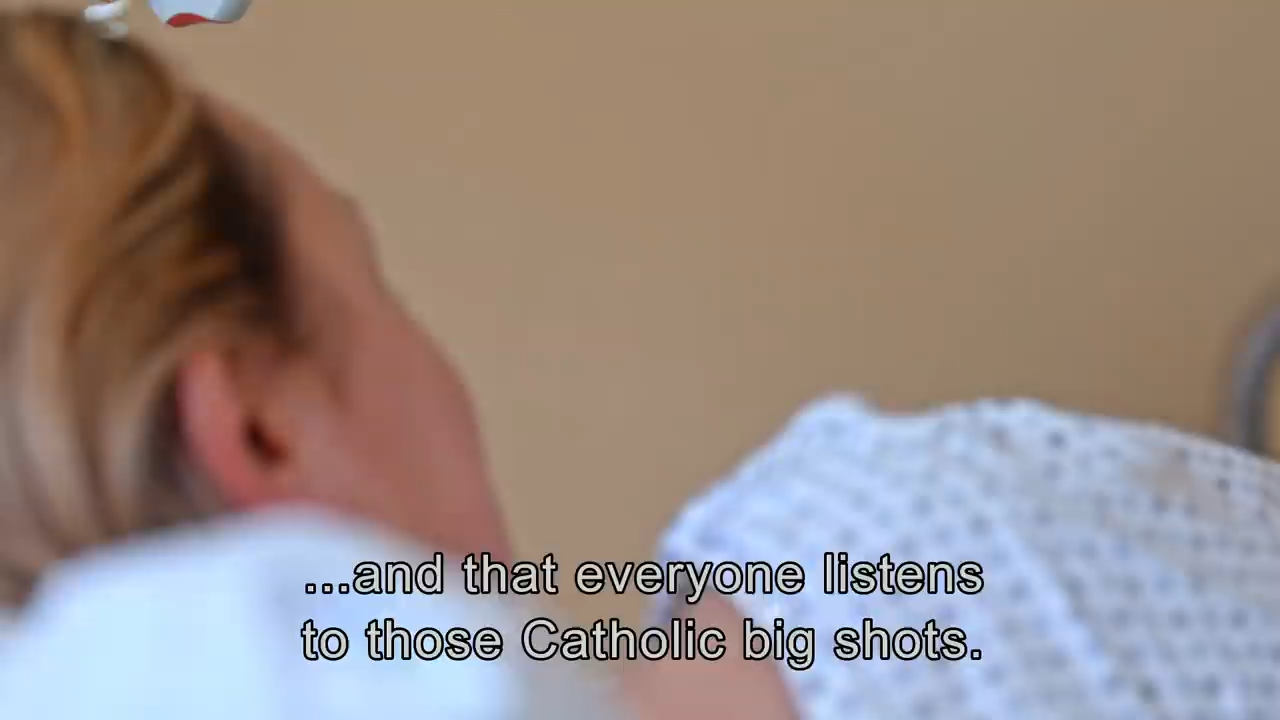 ...and that everyone listens
to those Catholic big shots.